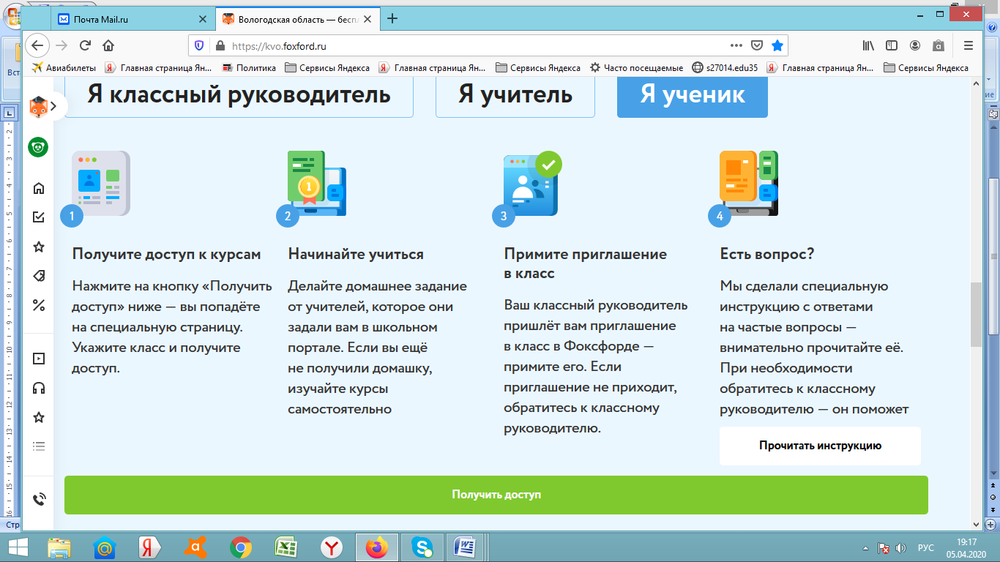 Почта Mail.ru
Вологодская область — беспл
https://kvo.foxford.ru
Авиабилеты
Главная страница Ян...
Политика
Сервисы Яндекса
Главная страница Ян...
Сервисы Яндекса
Часто посещаемые
s27014.edu35
Главная страница Ян...
Сервисы Яндекса
Я классный руководитель
Я учитель
Я ученик
1
2
3
4
Получите доступ к курсам
Нажмите на кнопку «Получить
доступ» ниже — вы попадёте
на специальную страницу.
Укажите класс и получите
доступ.
Начинайте учиться
Делайте домашнее задание
от учителей, которое они
задали вам в школьном
портале. Если вы ещё
не получили домашку,
изучайте курсы
самостоятельно
Примите приглашение
в класс
Ваш классный руководитель
пришлёт вам приглашение
в класс в Фоксфорде —
примите его. Если
приглашение не приходит,
обратитесь к классному
руководителю.
Есть вопрос?
Мы сделали специальную
инструкцию с ответами
на частые вопросы —
внимательно прочитайте её.
При необходимости
обратитесь к классному
руководителю — он поможет
Прочитать инструкцию
Получить доступ
Стр
РУС
19:17
05.04.2020